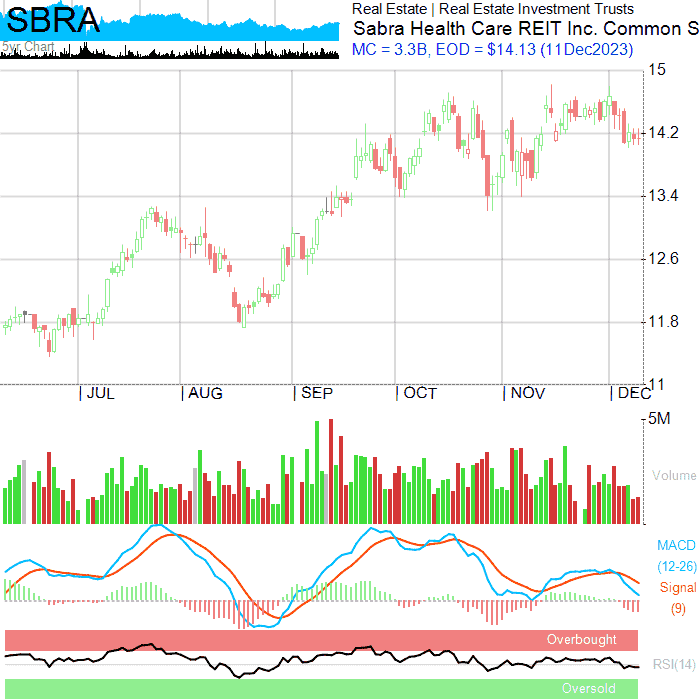 SBRA
5yr Chart
Real Estate | Real Estate Investment Trusts
Sabra Health Care REIT Inc. Common S
MC = 3.3B, EOD = $14.13 (11Dec2023)
15
14.2
13.4
12.6
11.8
11
| JUL | AUG | SEP | OCT | NOV | DEC
5M
Volume
MACD
(12-26)
Signal
(9)
Overbought
RSI(14)
Oversold